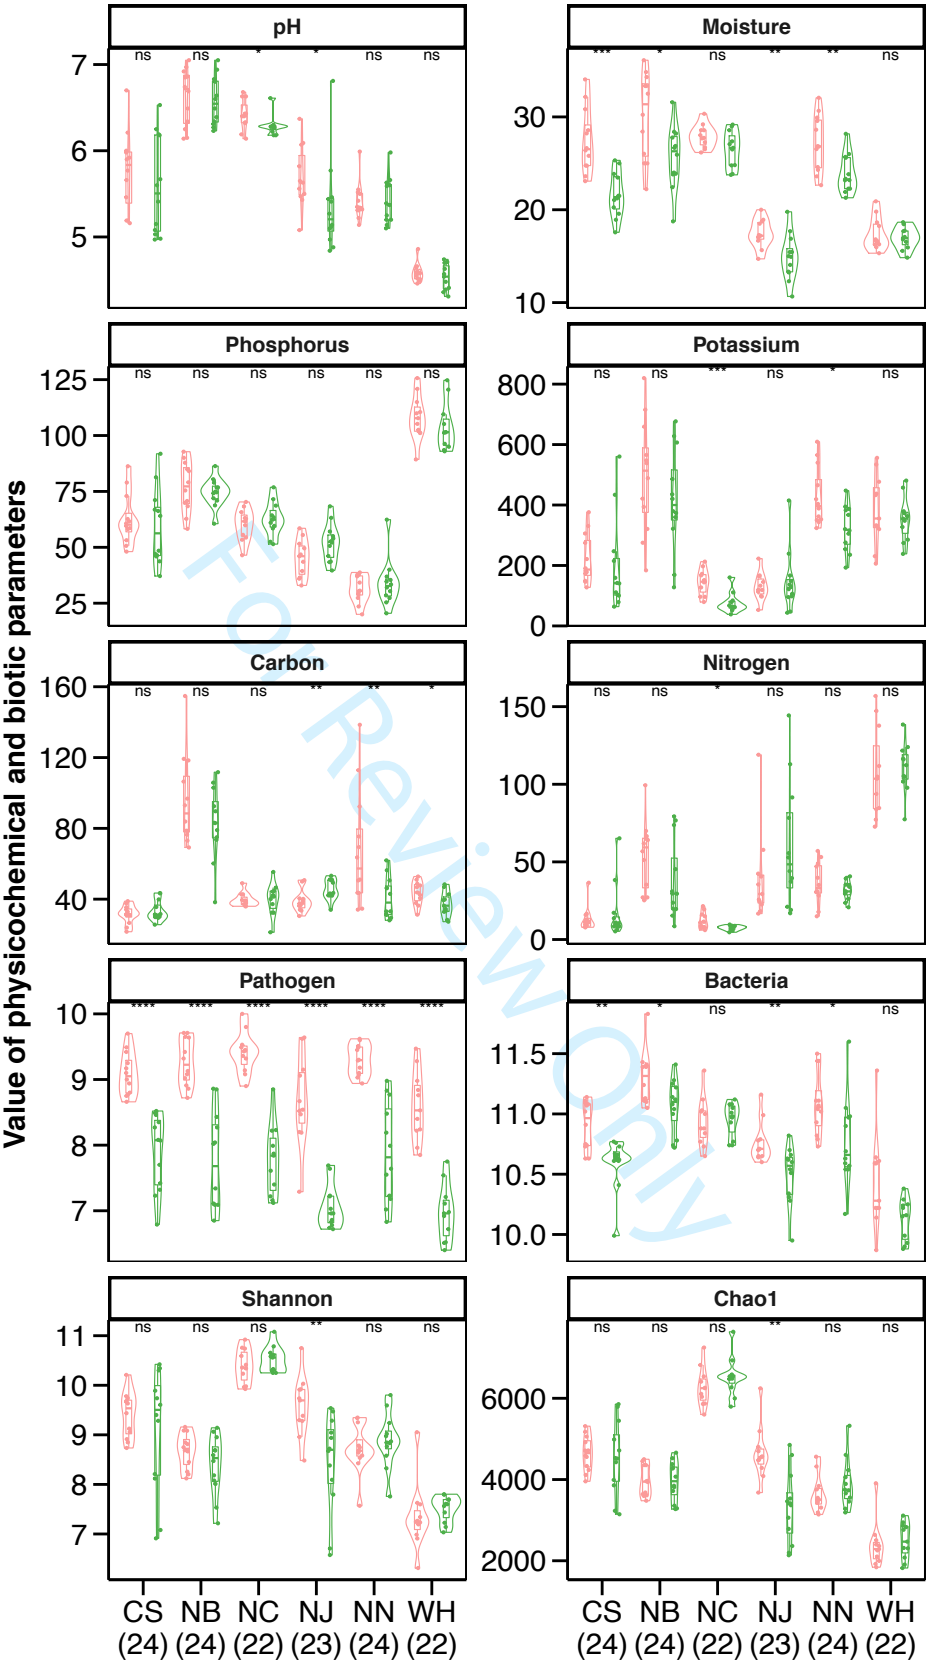 Value of physicochemical and biotic parameters
pH
ns ns * * ns ns
7
6
5
Moisture
*** * ns ** ** ns
30
20
10
Phosphorus
ns ns ns ns ns ns
125
100
75
50
25
Potassium
ns ns *** ns * ns
800
600
400
200
0
Carbon
ns ns ns ** ** *
160
120
80
40
Nitrogen
ns ns * ns ns ns
150
100
50
0
Pathogen
**** **** **** **** **** ****
10
9
8
7
Bacteria
** * ns ** * ns
11.5
11.0
10.5
10.0
Shannon
ns ns ns ** ns ns
11
10
9
8
7
Chao1
ns ns ns ** ns ns
6000
4000
2000
CS NB NC NJ NN WH
(24) (24) (22) (23) (24) (22)
CS NB NC NJ NN WH
(24) (24) (22) (23) (24) (22)
For Review Only